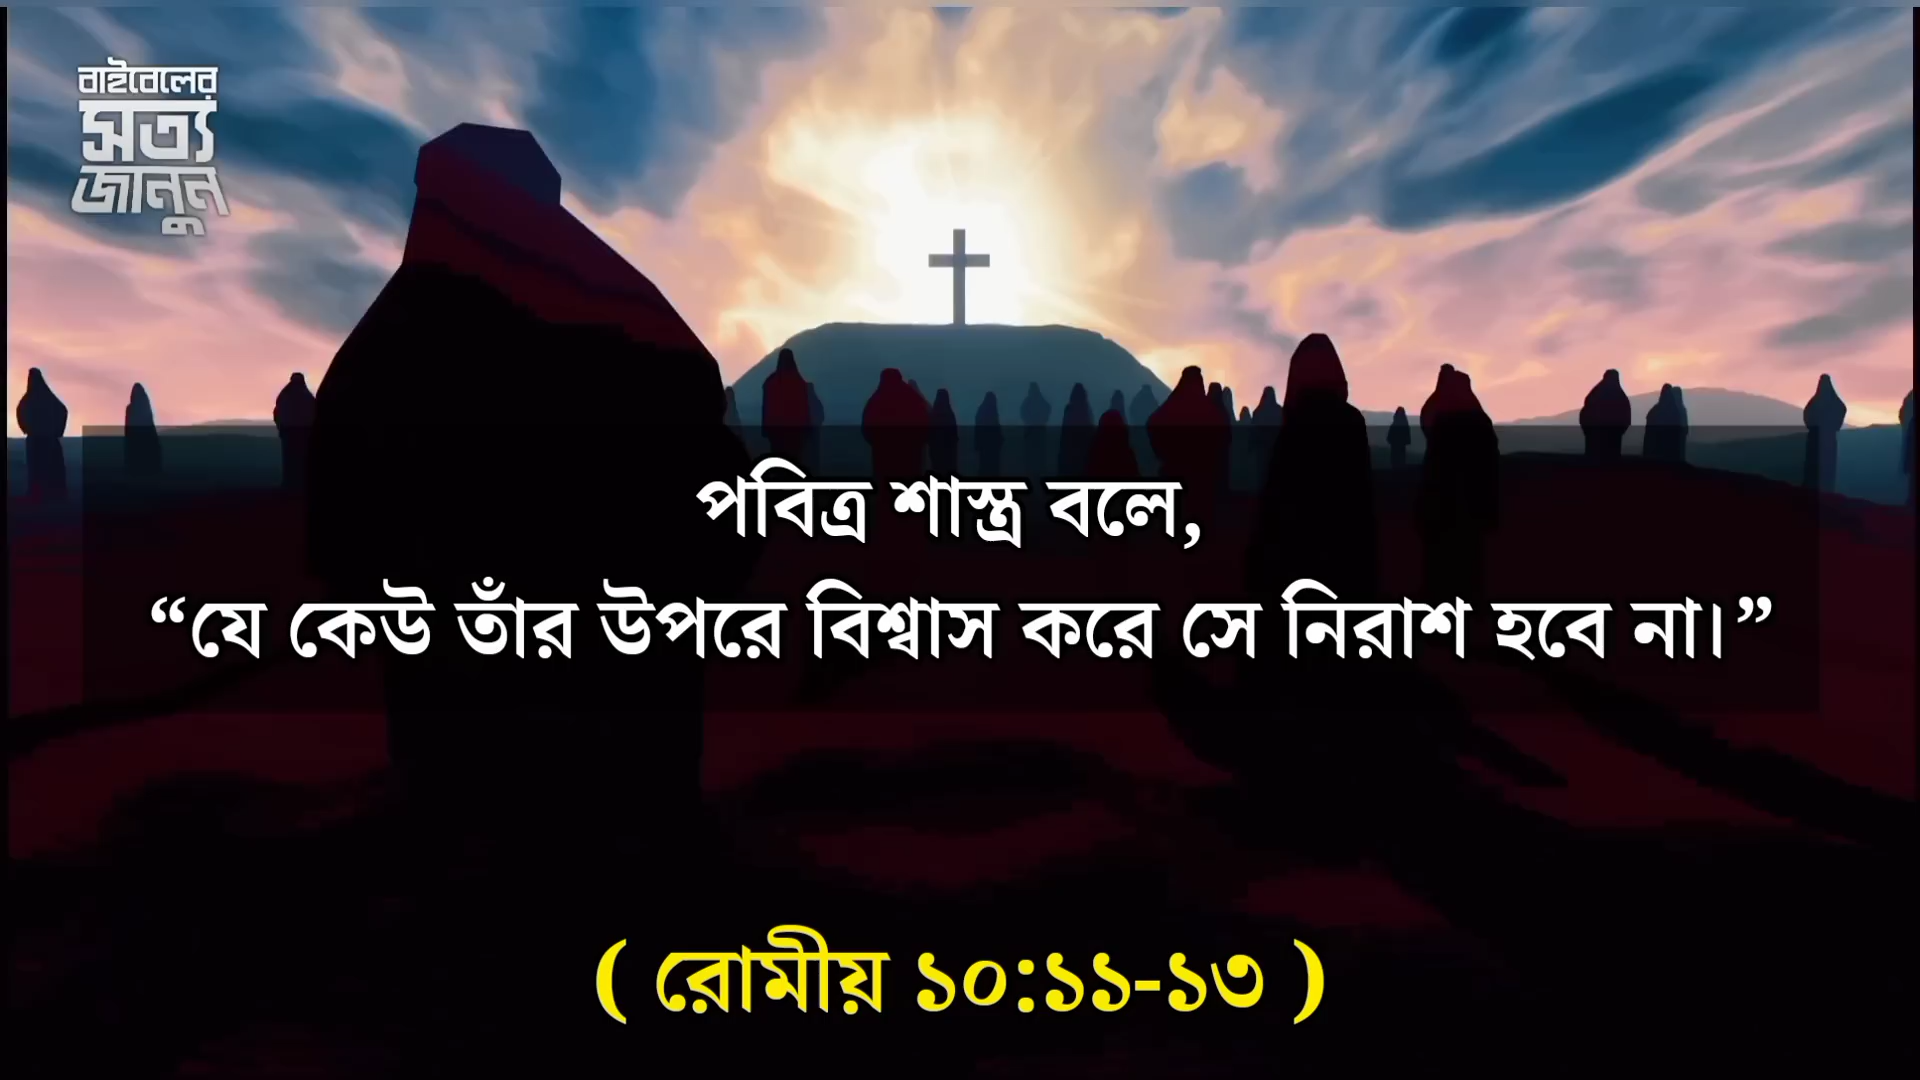 বাইবেলের
সত্য
জানুন
পবিত্র শাস্ত্র বলে,
“যে কেউ তাঁর উপরে বিশ্বাস করে সে নিরাশ হবে না।”
( রোমীয় ১০:১১-১৩ )